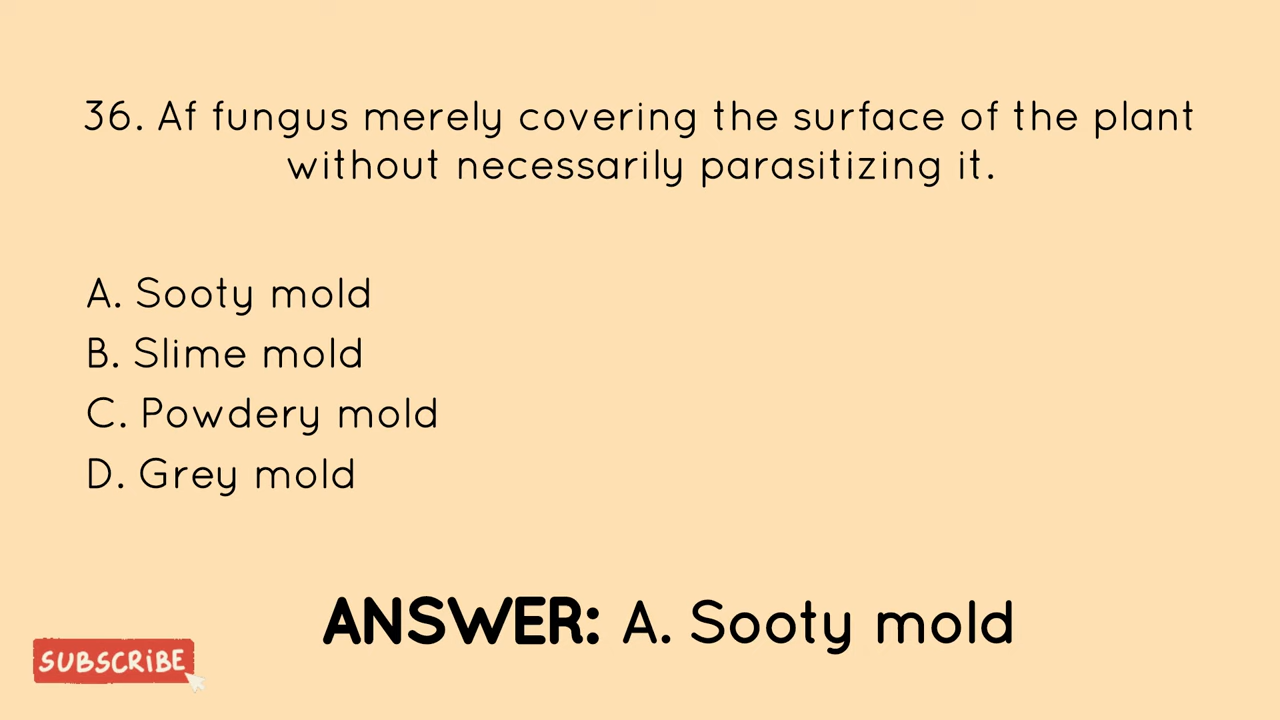 36. Af fungus merely covering the surface of the plant
without necessarily parasitizing it.
A. Sooty mold
B. Slime mold
C. Powdery mold
D. Grey mold
ANSWER: A. Sooty mold
SUBSCRiBE